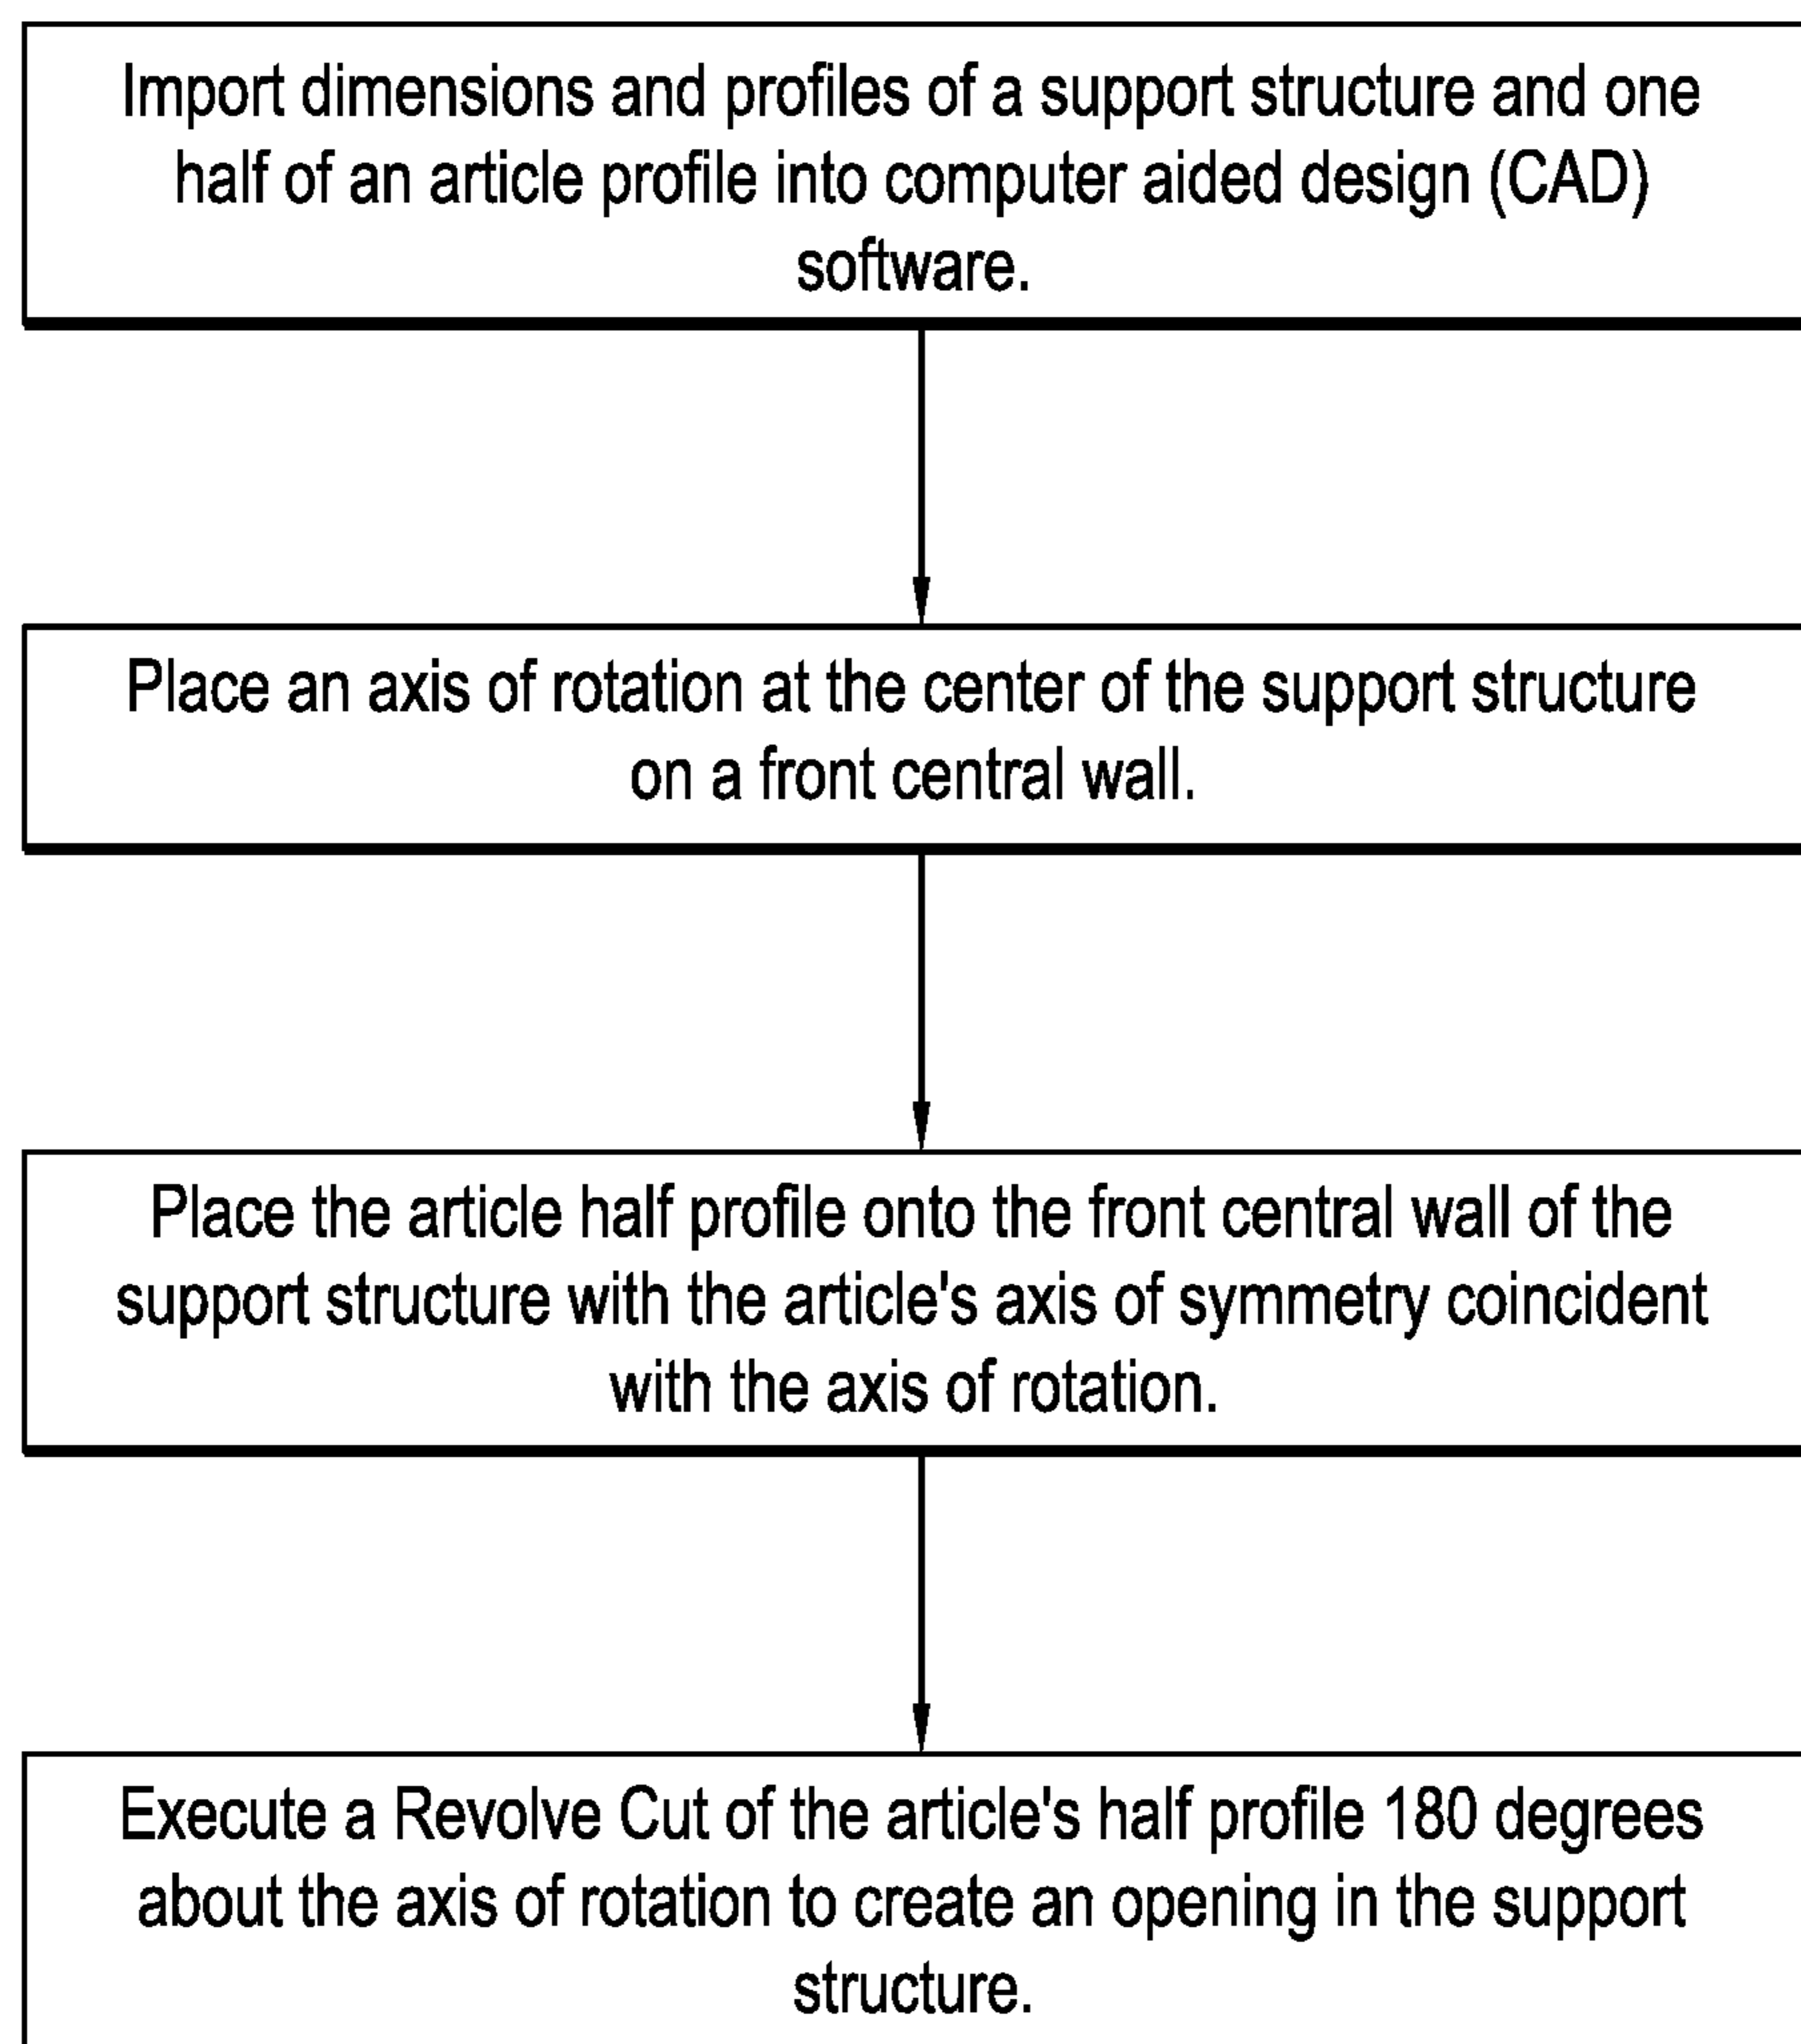 Import dimensions and profiles of a support structure and one
half of an article profile into computer aided design (CAD)
software.
Place an axis of rotation at the center of the support structure
on a front central wall.
Place the article half profile onto the front central wall of the
support structure with the article's axis of symmetry coincident
with the axis of rotation.
Execute a Revolve Cut of the article's half profile 180 degrees
about the axis of rotation to create an opening in the support
structure.